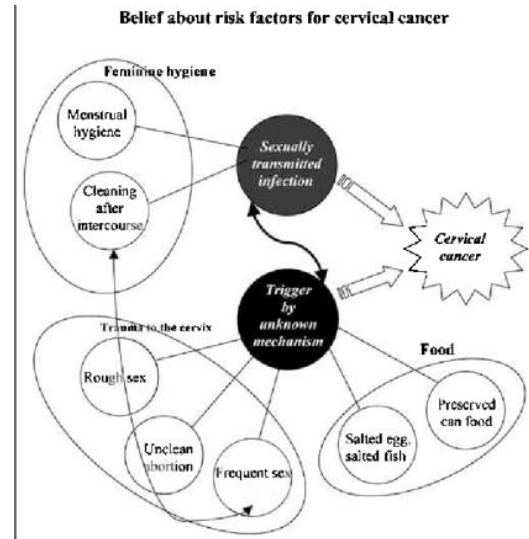 Belief about risk factors for cervical cancer
Feminine hygiene
Menstrual
hygiene
Cleaning
after
intercourse
Sexually
transmitted
infection
Cervical
cancer
Trigger
by
unknown
mechanism
Trauma to the cervix
Rough sex
Unclean
abortion
Frequent sex
Food
Salted egg,
salted fish
Preserved
can food